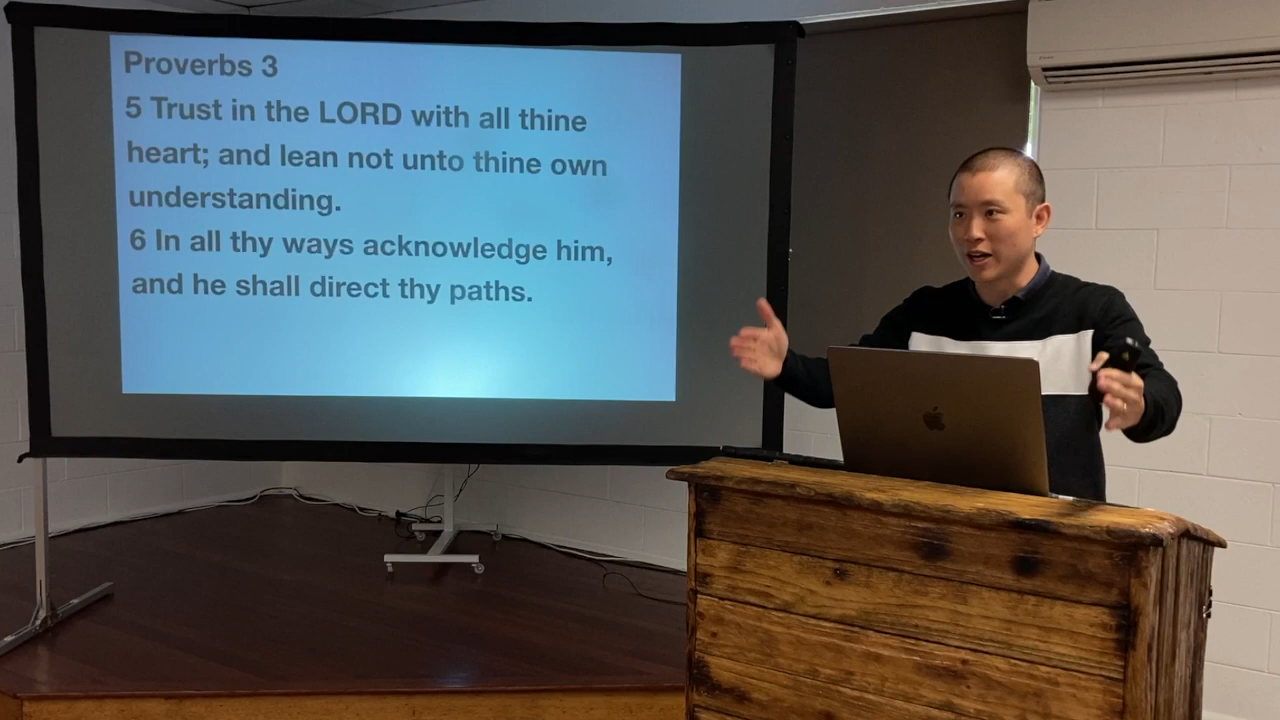 Proverbs 3
5 Trust in the LORD with all thine
heart; and lean not unto thine own
understanding.
6 In all thy ways acknowledge him,
and he shall direct thy paths.